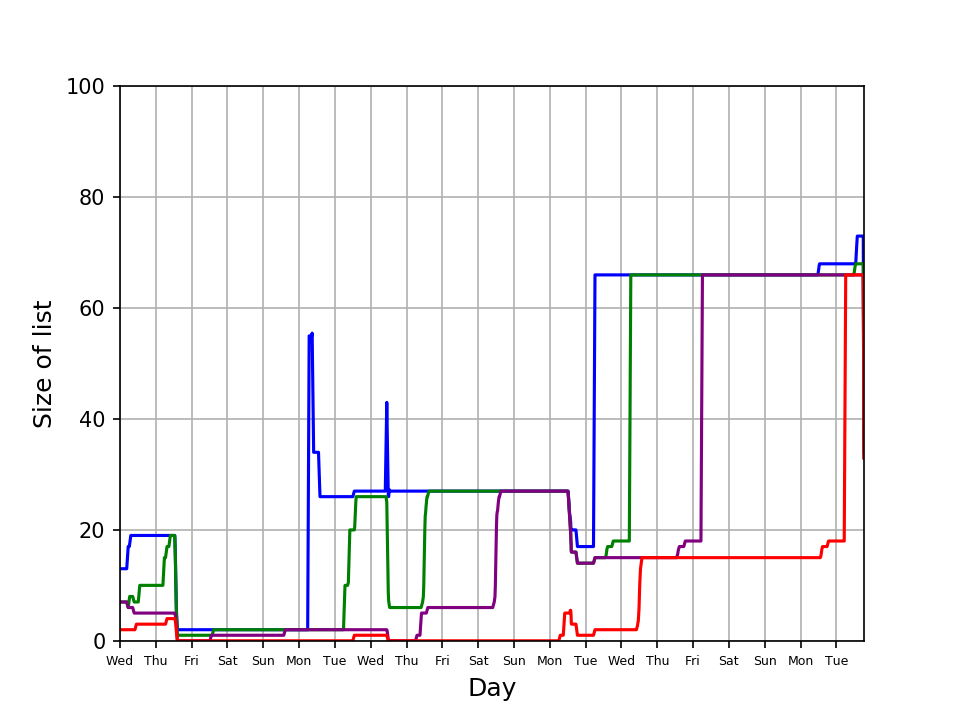 100
80
60
40
20
0
Size of list
Wed Thu Fri Sat Sun Mon Tue Wed Thu Fri Sat Sun Mon Tue Wed Thu Fri Sat Sun Mon Tue
Day